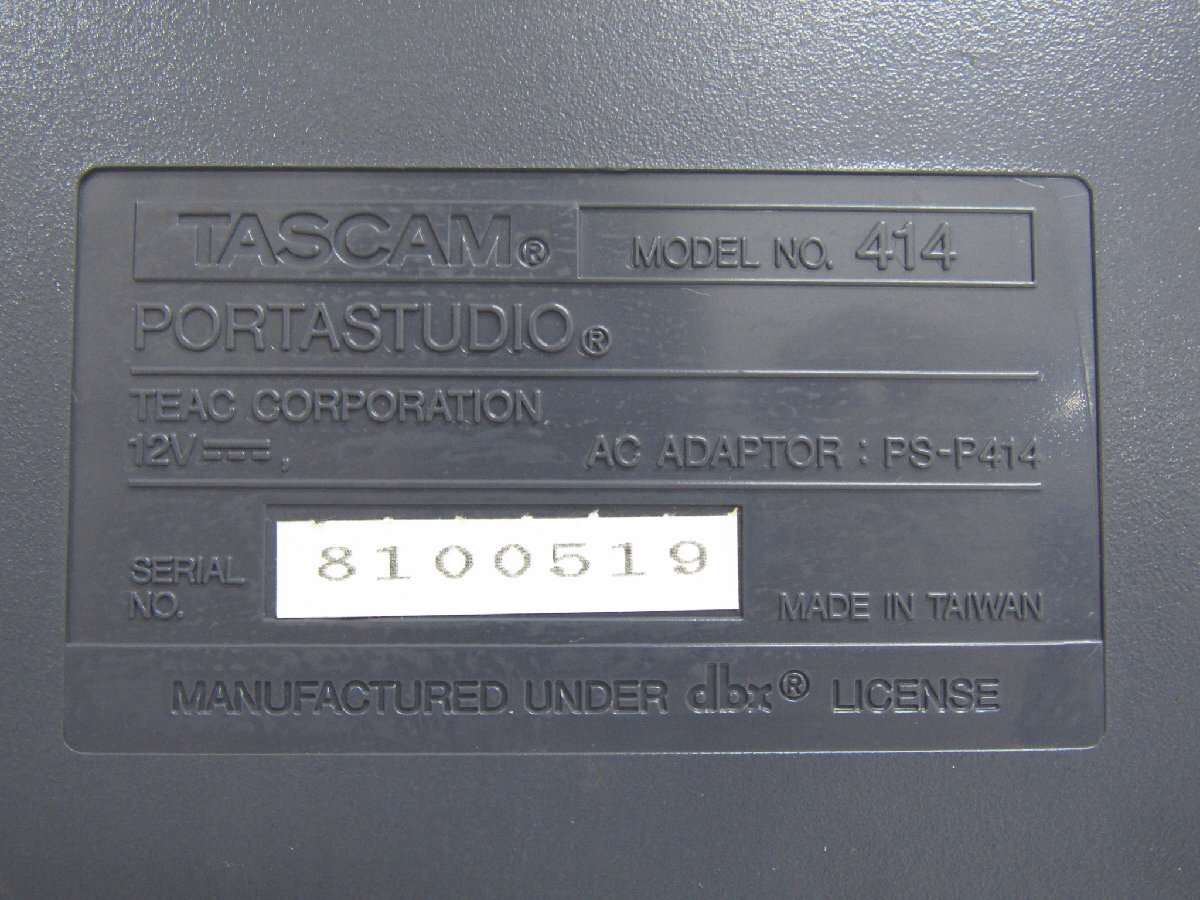 TASCAM® MODEL NO. 414
PORTASTUDIO®
TEAC CORPORATION
12V⎓, AC ADAPTOR : PS-P414
SERIAL NO. 8100519
MADE IN TAIWAN
MANUFACTURED UNDER dbx® LICENSE